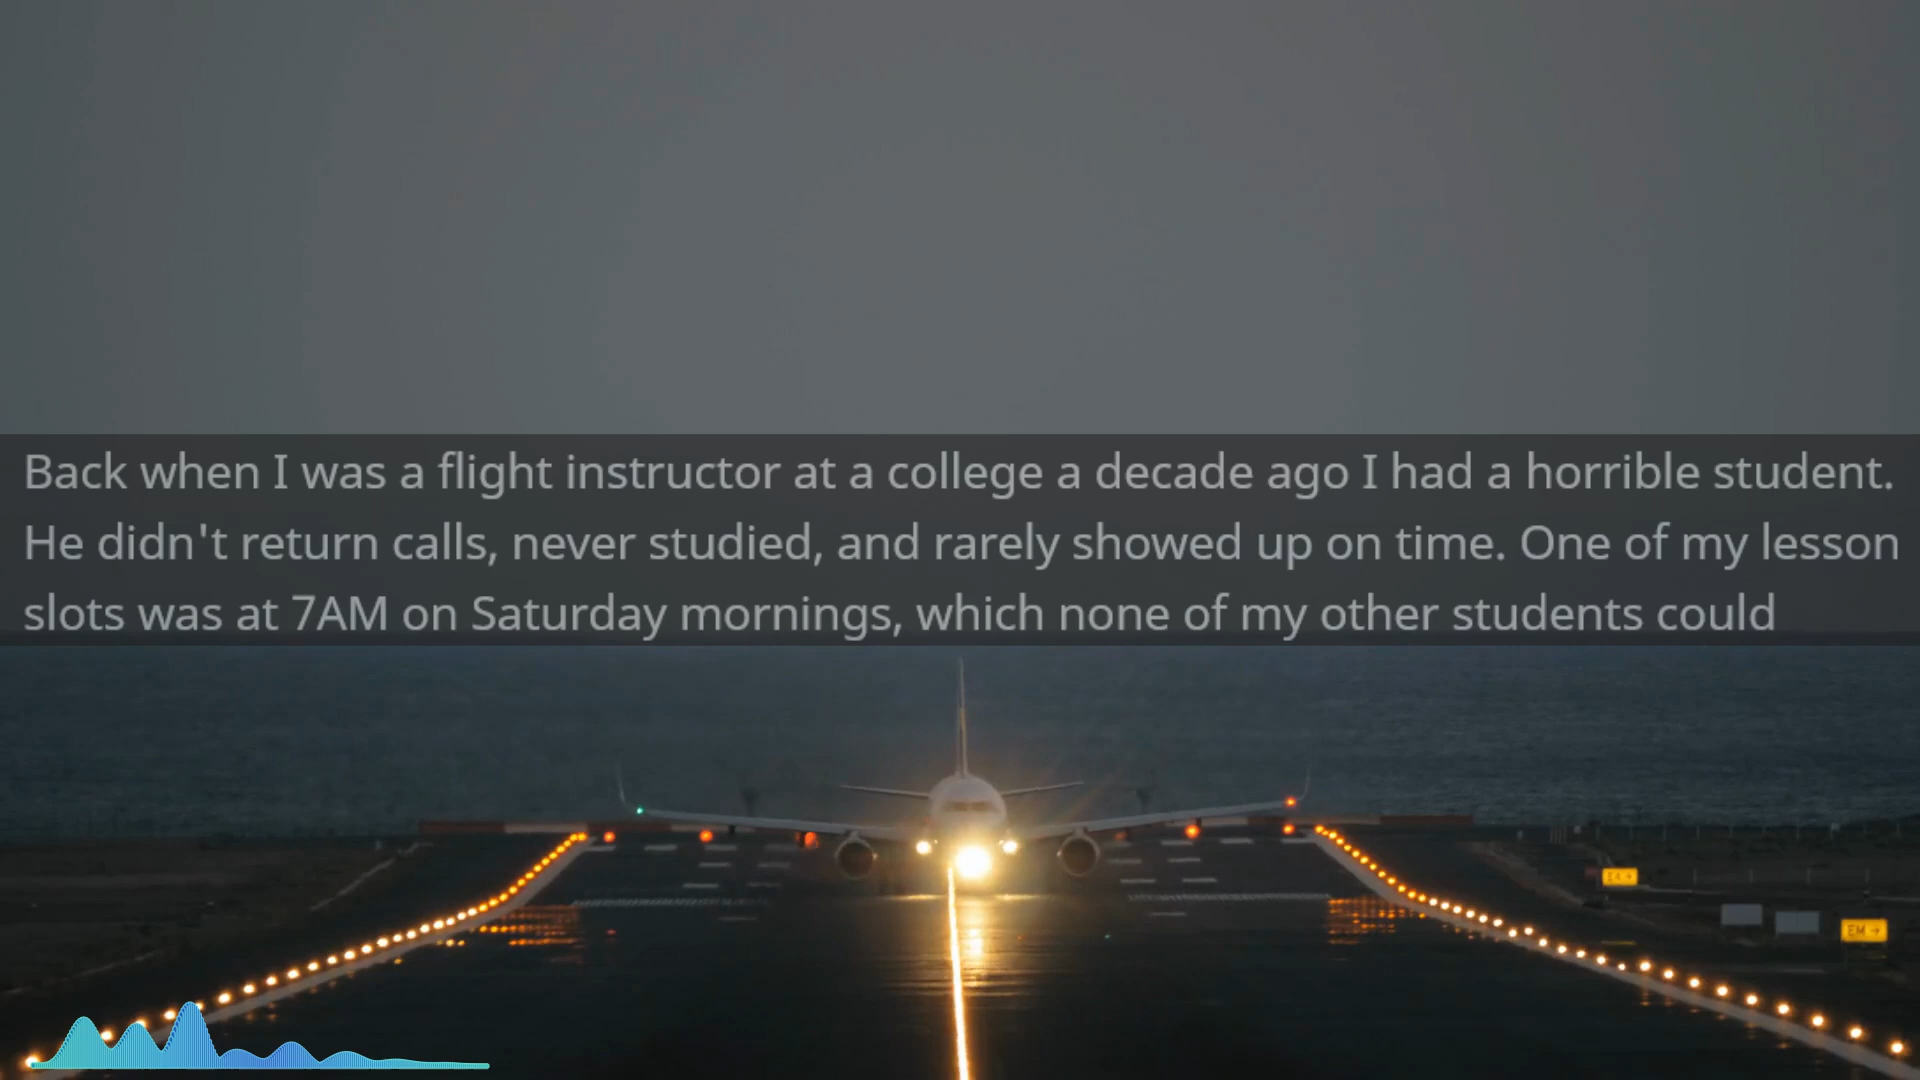 Back when I was a flight instructor at a college a decade ago I had a horrible student.
He didn't return calls, never studied, and rarely showed up on time. One of my lesson
slots was at 7AM on Saturday mornings, which none of my other students could
EM →